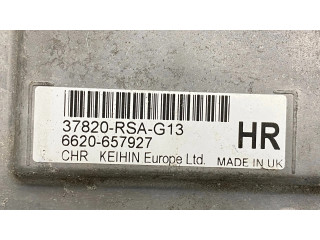 37820-RSA-G13
6620-657927
HR
CHR KEIHIN Europe Ltd. MADE IN UK